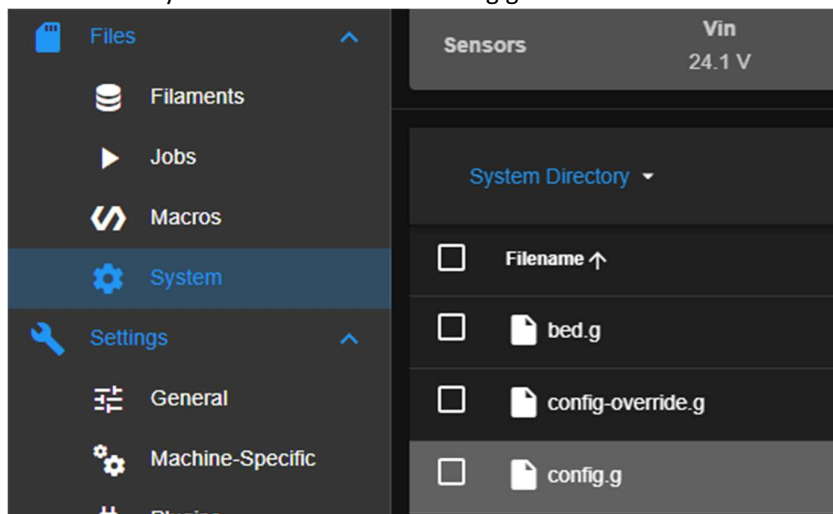 Files
Filaments
Jobs
Macros
System
Settings
General
Machine-Specific
Sensors
Vin
24.1 V
System Directory
Filename
bed.g
config-override.g
config.g